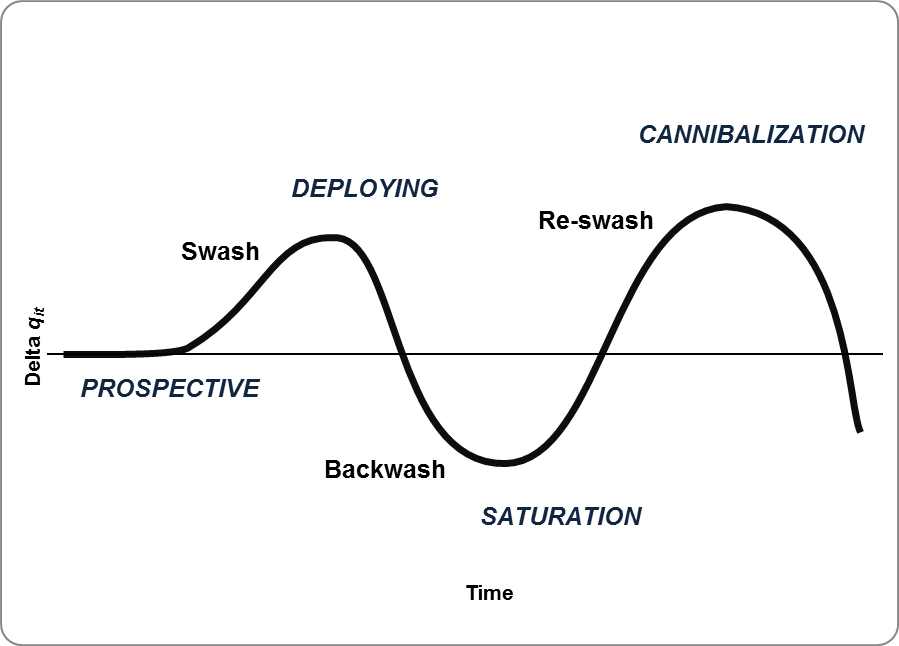 CANNIBALIZATION
DEPLOYING
Re-swash
Swash
Delta qit
PROSPECTIVE
Backwash
SATURATION
Time